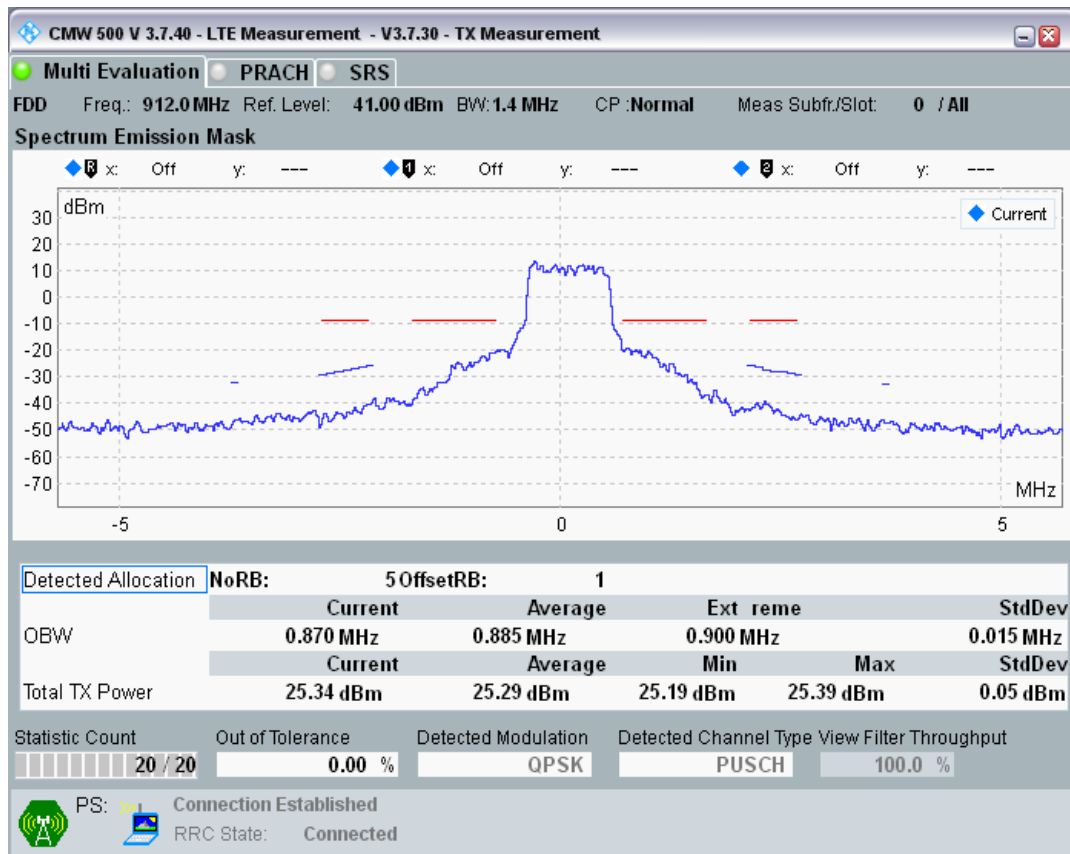 CMW 500 V 3.7.40 - LTE Measurement - V3.7.30 - TX Measurement
Multi Evaluation PRACH SRS
FDD Freq.: 912.0 MHz Ref. Level: 41.00 dBm BW: 1.4 MHz CP :Normal Meas Subfr./Slot: 0 / All
Spectrum Emission Mask
R x: Off y: --- 1 x: Off y: --- 2 x: Off y: ---
dBm
Current
30
20
10
0
-10
-20
-30
-40
-50
-60
-70
MHz
-5 0 5
Detected Allocation NoRB: 5 OffsetRB: 1
Current Average Ext reme StdDev
OBW 0.870 MHz 0.885 MHz 0.900 MHz 0.015 MHz
Current Average Min Max StdDev
Total TX Power 25.34 dBm 25.29 dBm 25.19 dBm 25.39 dBm 0.05 dBm
Statistic Count Out of Tolerance Detected Modulation Detected Channel Type View Filter Throughput
20 / 20 0.00 % QPSK PUSCH 100.0 %
PS: Connection Established
RRC State: Connected